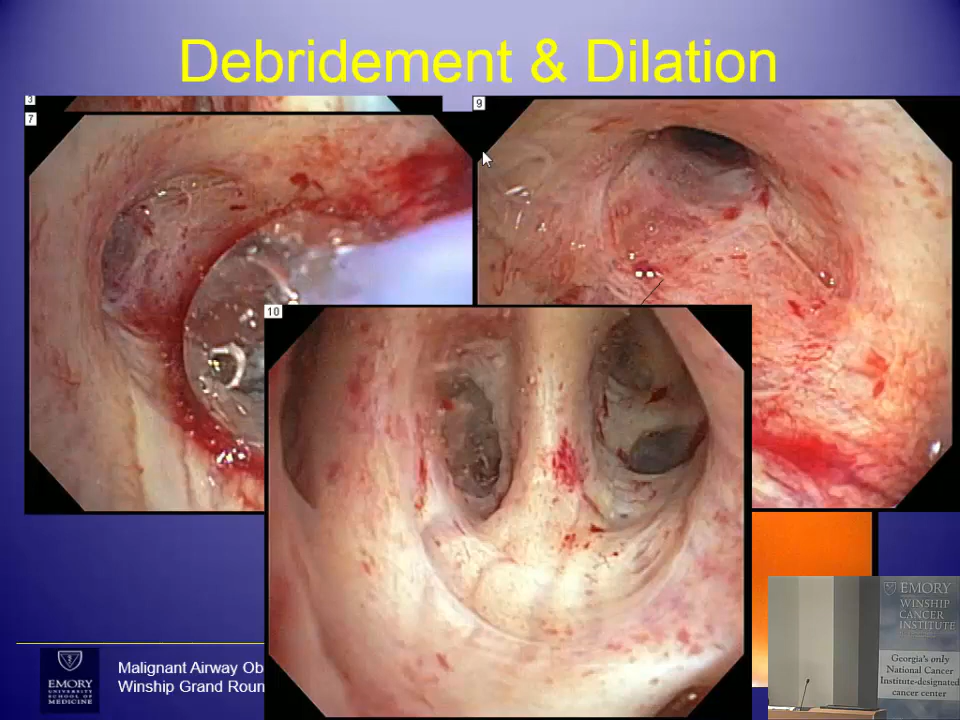 Debridement & Dilation
3
7
9
10
Malignant Airway Ob
Winship Grand Roun
EMORY
UNIVERSITY
SCHOOL OF
MEDICINE
EMORY
WINSHIP
CANCER
INSTITUTE
Georgia's only
National Cancer
Institute-designated
cancer center